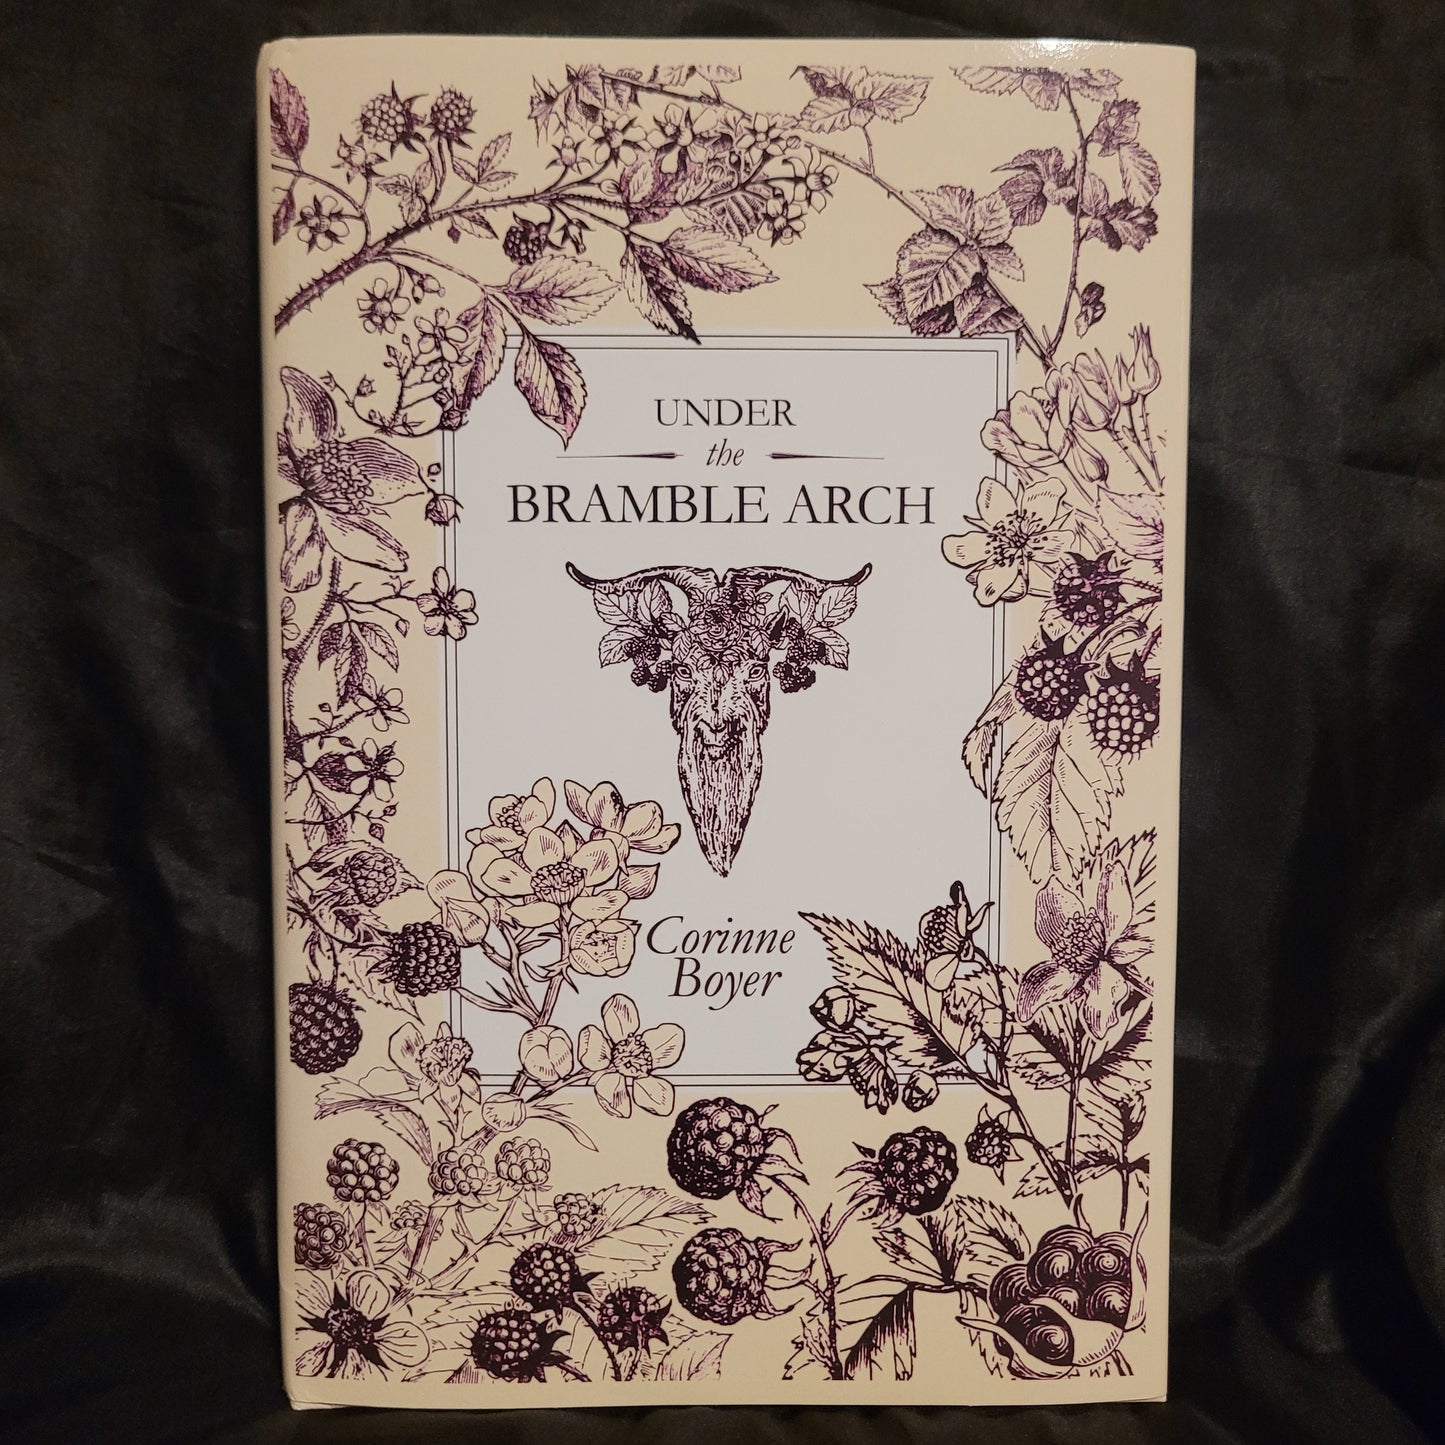 UNDER
the
BRAMBLE ARCH
Corinne
Boyer